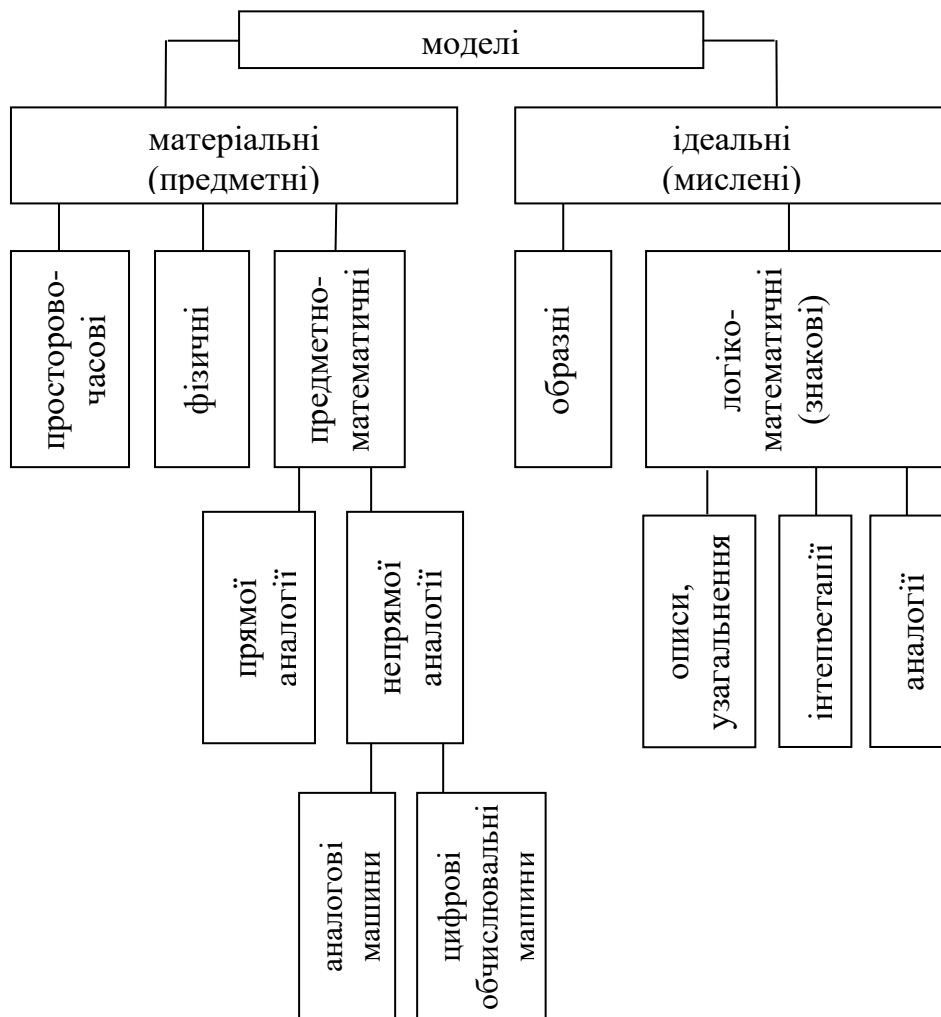 моделі
матеріальні
(предметні)
ідеальні
(мислені)
просторово-
часові
фізичні
предметно-
математичні
образні
логіко-
математичні
(знакові)
прямої
аналогії
непрямої
аналогії
описи,
узагальнення
інтепретації
аналогії
аналогові
машини
цифрові
обчислювальні
машини